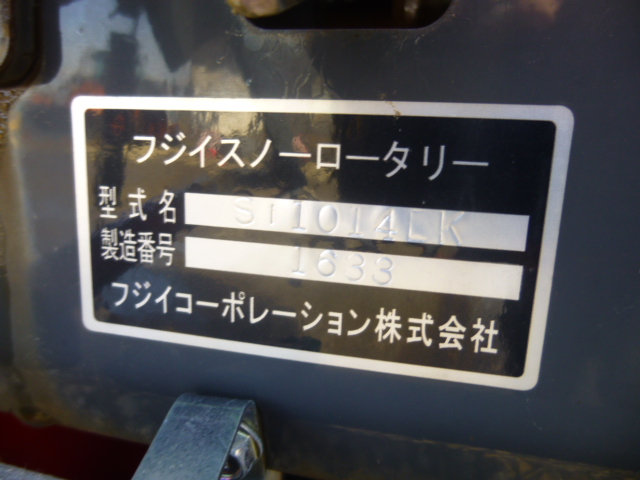 フジイスノーロータリー
型式名 ST1014LK
製造番号 1633
フジイコーポレーション株式会社